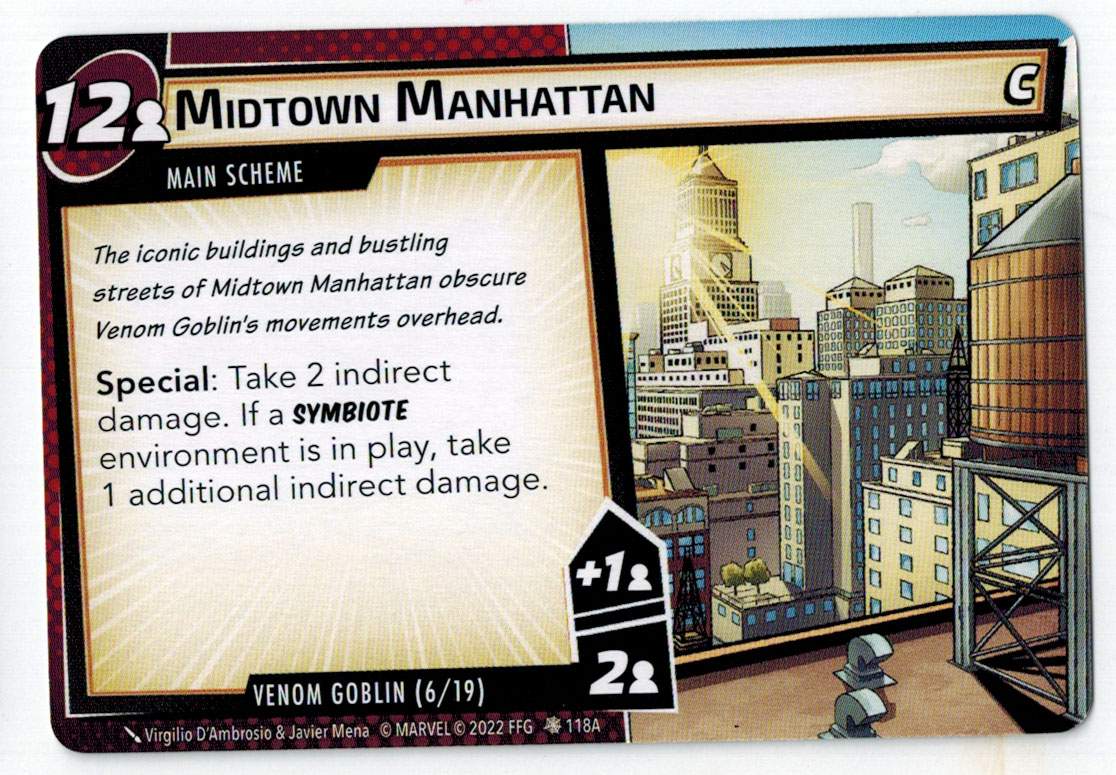 12
MIDTOWN MANHATTAN
C
MAIN SCHEME
The iconic buildings and bustling
streets of Midtown Manhattan obscure
Venom Goblin's movements overhead.
Special: Take 2 indirect
damage. If a SYMBIOTE
environment is in play, take
1 additional indirect damage.
+1
2
VENOM GOBLIN (6/19)
Virgilio D'Ambrosio & Javier Mena © MARVEL © 2022 FFG 118A